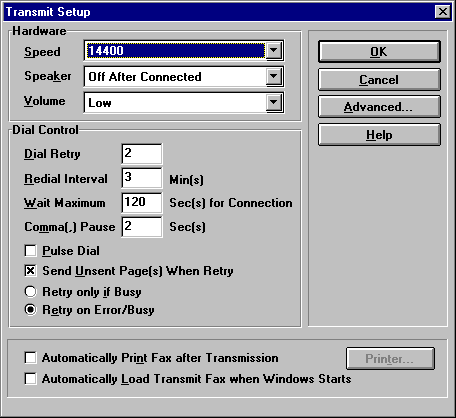 Transmit Setup
Hardware
Speed 14400
Speaker Off After Connected
Volume Low
OK
Cancel
Advanced...
Help
Dial Control
Dial Retry 2
Redial Interval 3 Min(s)
Wait Maximum 120 Sec(s) for Connection
Comma(,) Pause 2 Sec(s)
Pulse Dial
Send Unsent Page(s) When Retry
Retry only if Busy
Retry on Error/Busy
Automatically Print Fax after Transmission
Printer...
Automatically Load Transmit Fax when Windows Starts